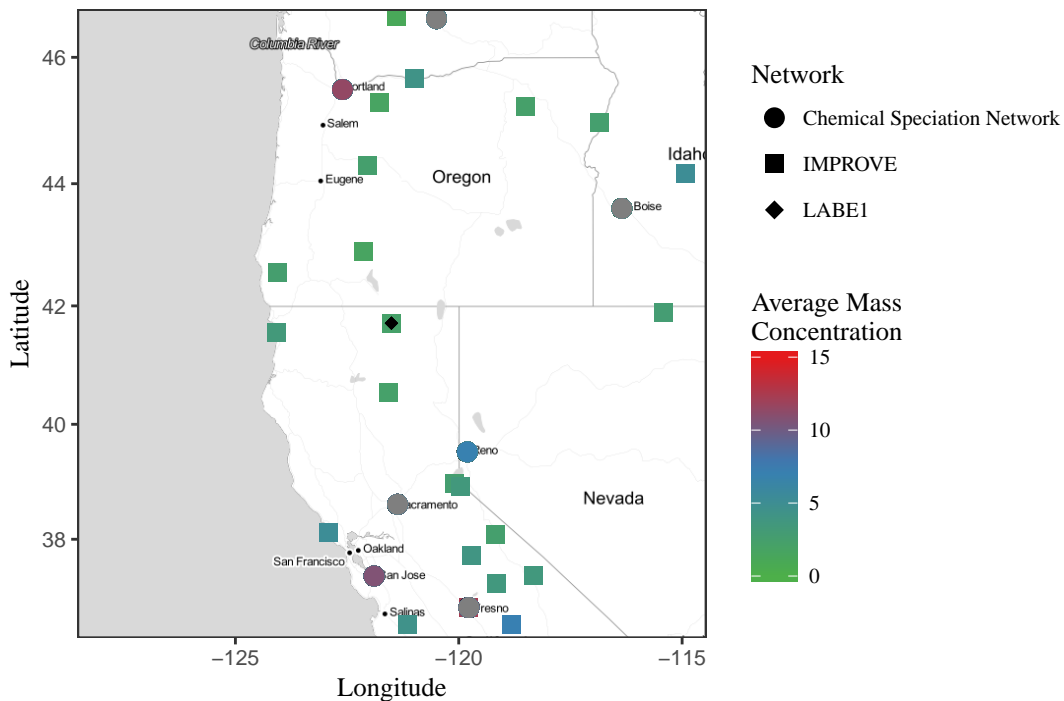 Columbia River
46
ortland
Salem
44
Eugene
Oregon
Idaho
Boise
42
40
Reno
Sacramento
Nevada
38
Oakland
San Francisco
San Jose
Salinas
Fresno
Latitude
−125
−120
−115
Longitude
Network
Chemical Speciation Network
IMPROVE
LABE1
Average Mass
Concentration
15
10
5
0